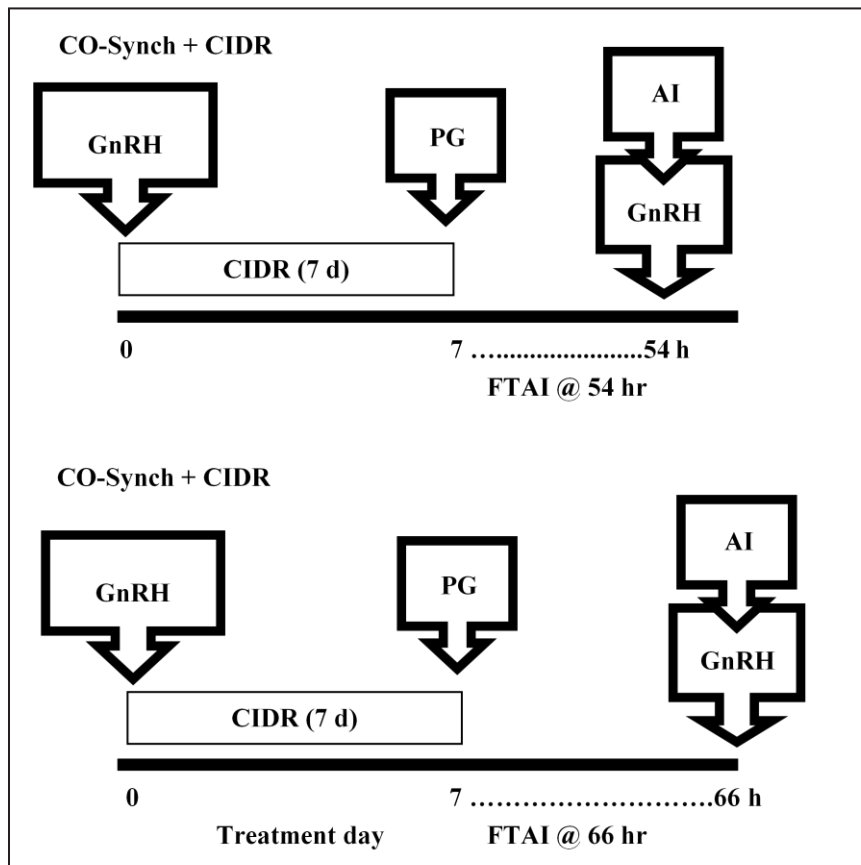 CO-Synch + CIDR
AI
GnRH
PG
GnRH
CIDR (7 d)
0
7 ….......................54 h
FTAI @ 54 hr
CO-Synch + CIDR
AI
GnRH
PG
GnRH
CIDR (7 d)
0
7 ……………………….66 h
Treatment day FTAI @ 66 hr